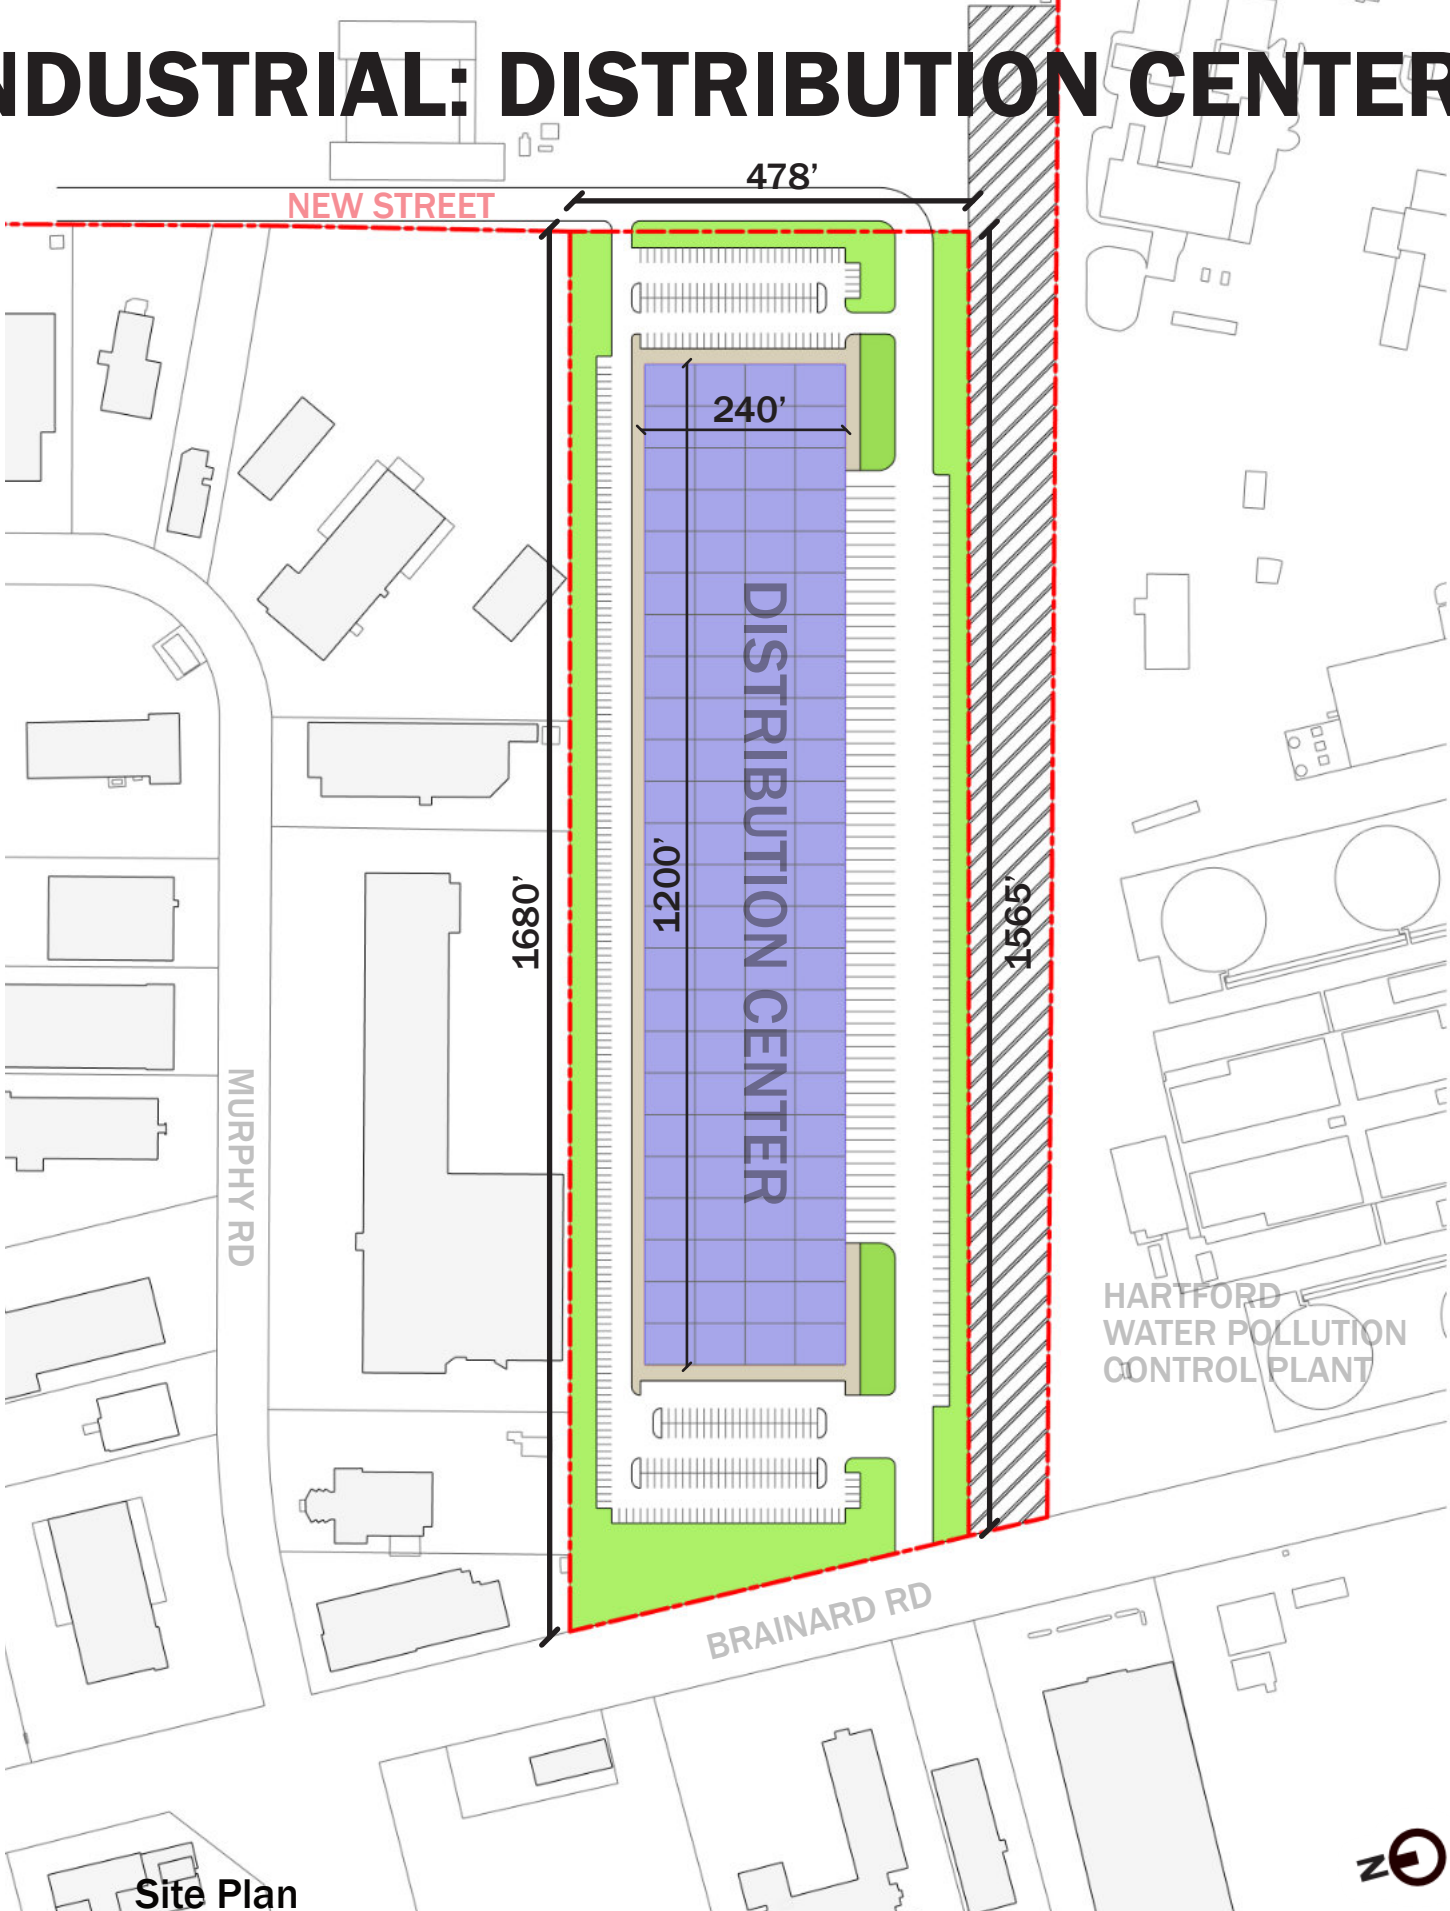 NDUSTRIAL: DISTRIBUTION CENTER
478'
NEW STREET
240'
DISTRIBUTION CENTER
1200'
1680'
1565'
MURPHY RD
HARTFORD
WATER POLLUTION
CONTROL PLANT
BRAINARD RD
Site Plan
N